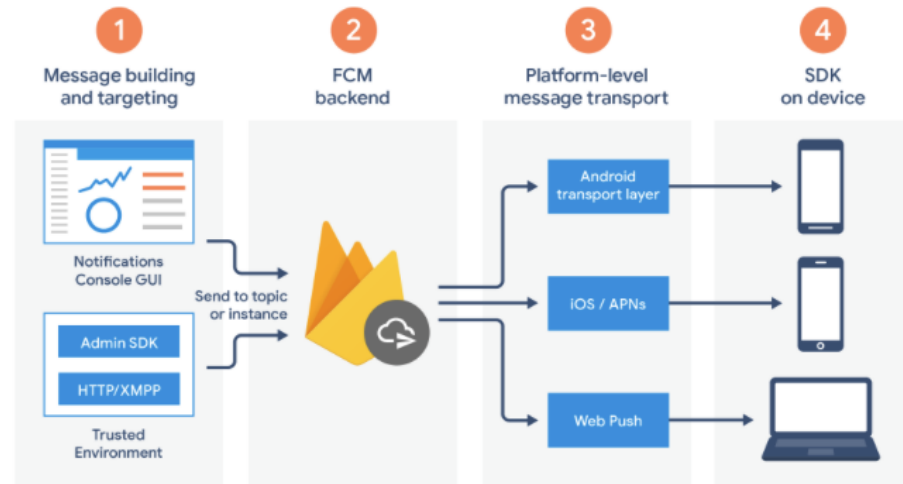 1
Message building
and targeting
2
FCM
backend
3
Platform-level
message transport
4
SDK
on device
Notifications
Console GUI
Send to topic
or instance
Admin SDK
HTTP/XMPP
Trusted
Environment
Android
transport layer
iOS / APNs
Web Push